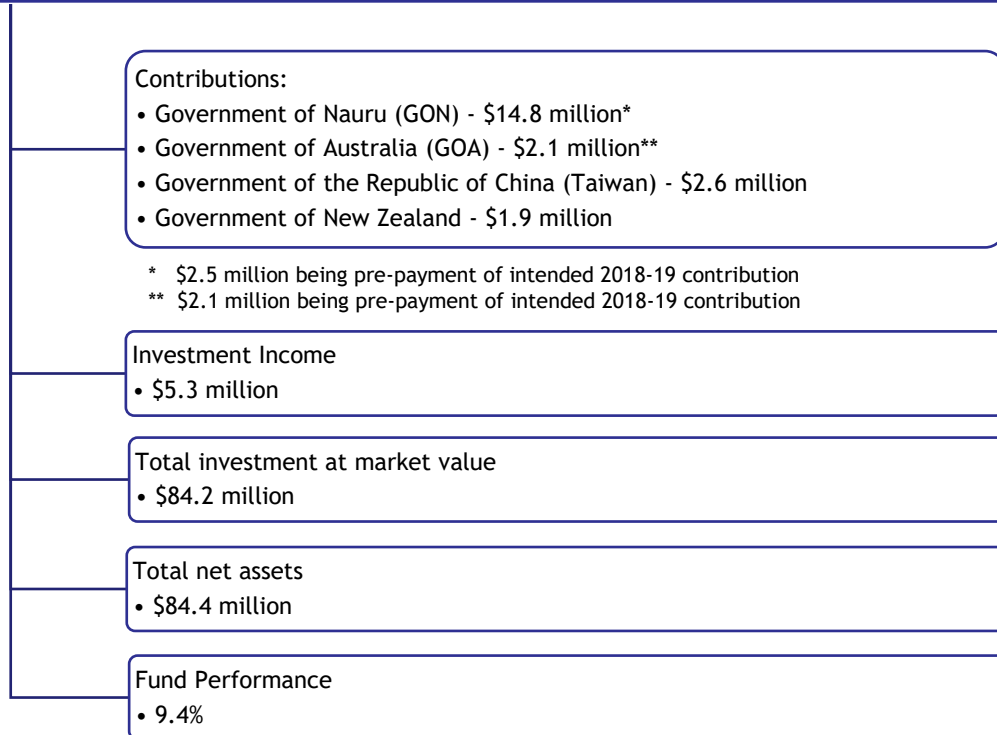 Contributions:
• Government of Nauru (GON) - $14.8 million*
• Government of Australia (GOA) - $2.1 million**
• Government of the Republic of China (Taiwan) - $2.6 million
• Government of New Zealand - $1.9 million
* $2.5 million being pre-payment of intended 2018-19 contribution
** $2.1 million being pre-payment of intended 2018-19 contribution
Investment Income
• $5.3 million
Total investment at market value
• $84.2 million
Total net assets
• $84.4 million
Fund Performance
• 9.4%